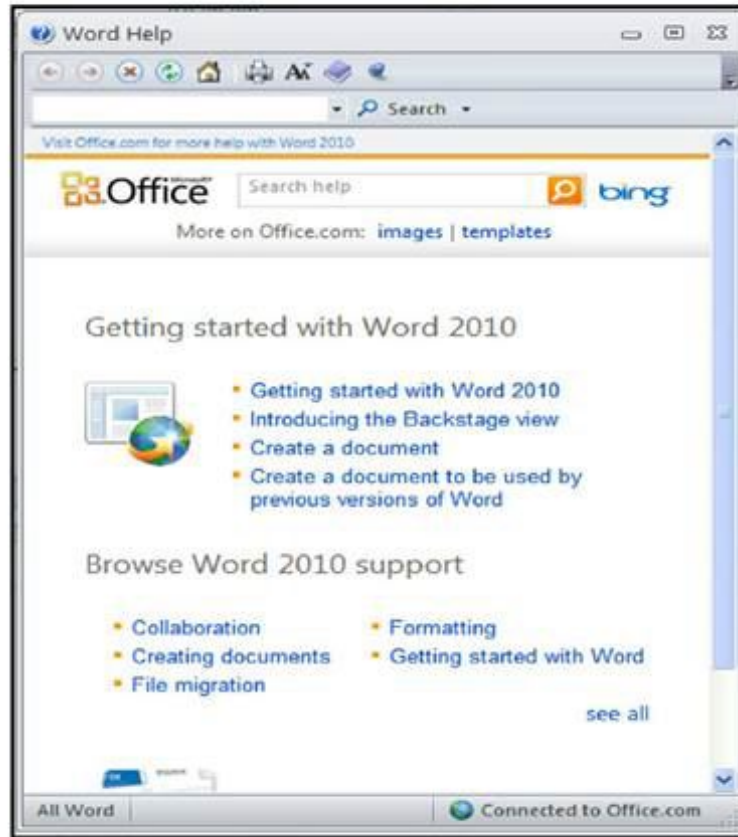 Word Help
Search
Visit Office.com for more help with Word 2010
Microsoft
Office
Search help
bing
More on Office.com: images | templates
Getting started with Word 2010
Getting started with Word 2010
Introducing the Backstage view
Create a document
Create a document to be used by
previous versions of Word
Browse Word 2010 support
Collaboration
Formatting
Creating documents
Getting started with Word
File migration
see all
All Word
Connected to Office.com